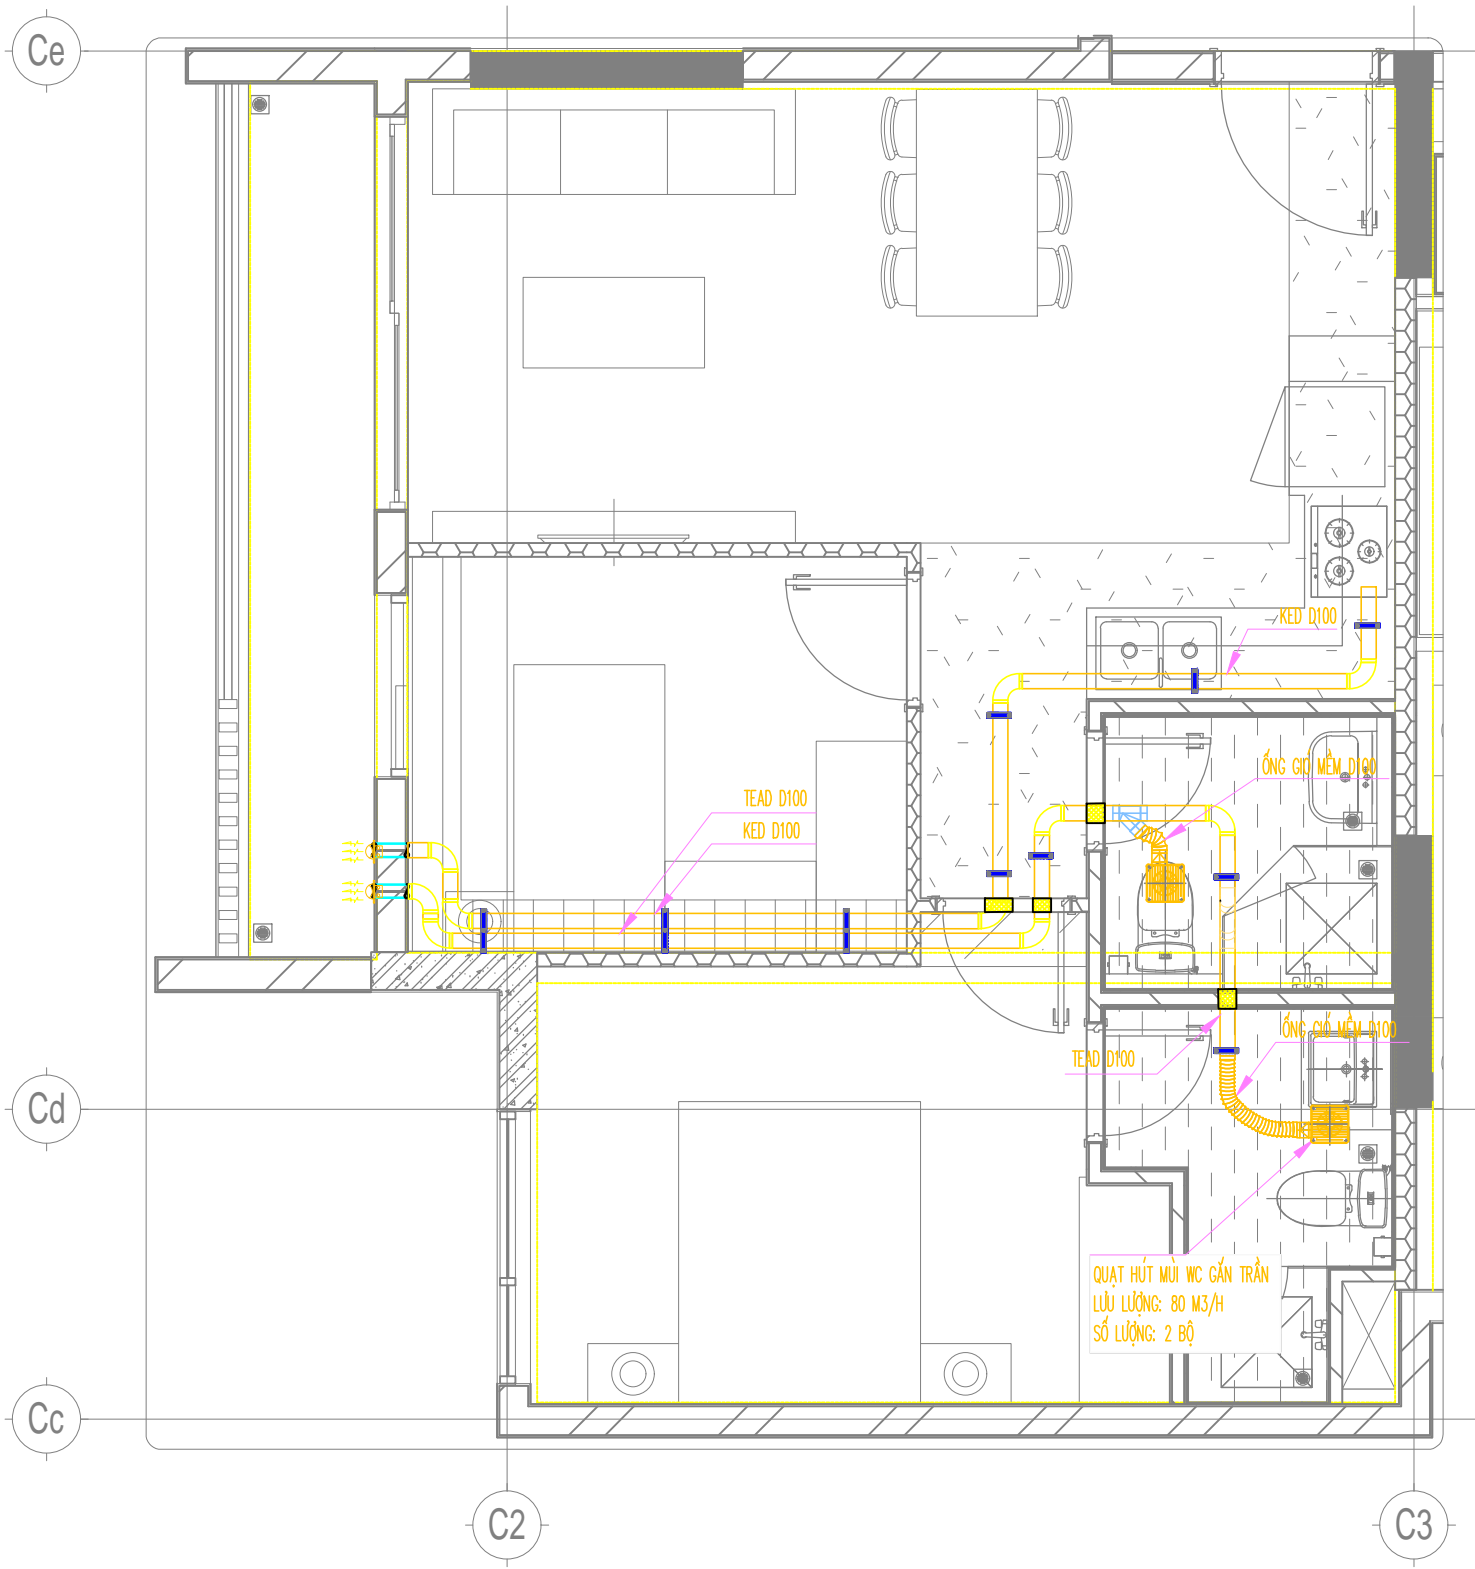 Ce
KED D100
ỐNG GIÓ MỀM D100
TEAD D100
KED D100
ỐNG GIÓ MỀM D100
TEAD D100
Cd
QUẠT HÚT MÙI WC GẮN TRẦN
LƯU LƯỢNG: 80 M3/H
SỐ LƯỢNG: 2 BỘ
Cc
C2
C3